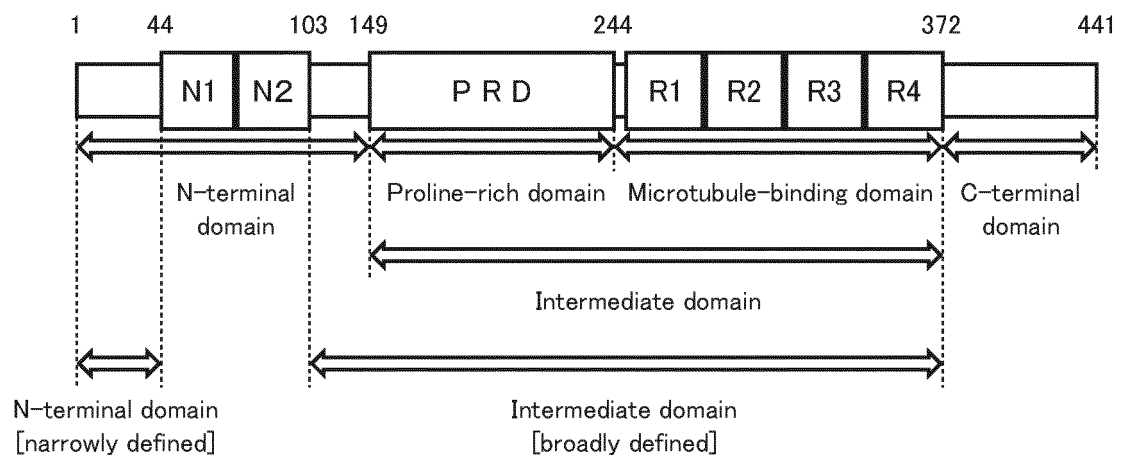 1 44 103 149 244 372 441
N1 N2 PRD R1 R2 R3 R4
N-terminal domain Proline-rich domain Microtubule-binding domain C-terminal domain
Intermediate domain
N-terminal domain [narrowly defined]
Intermediate domain [broadly defined]